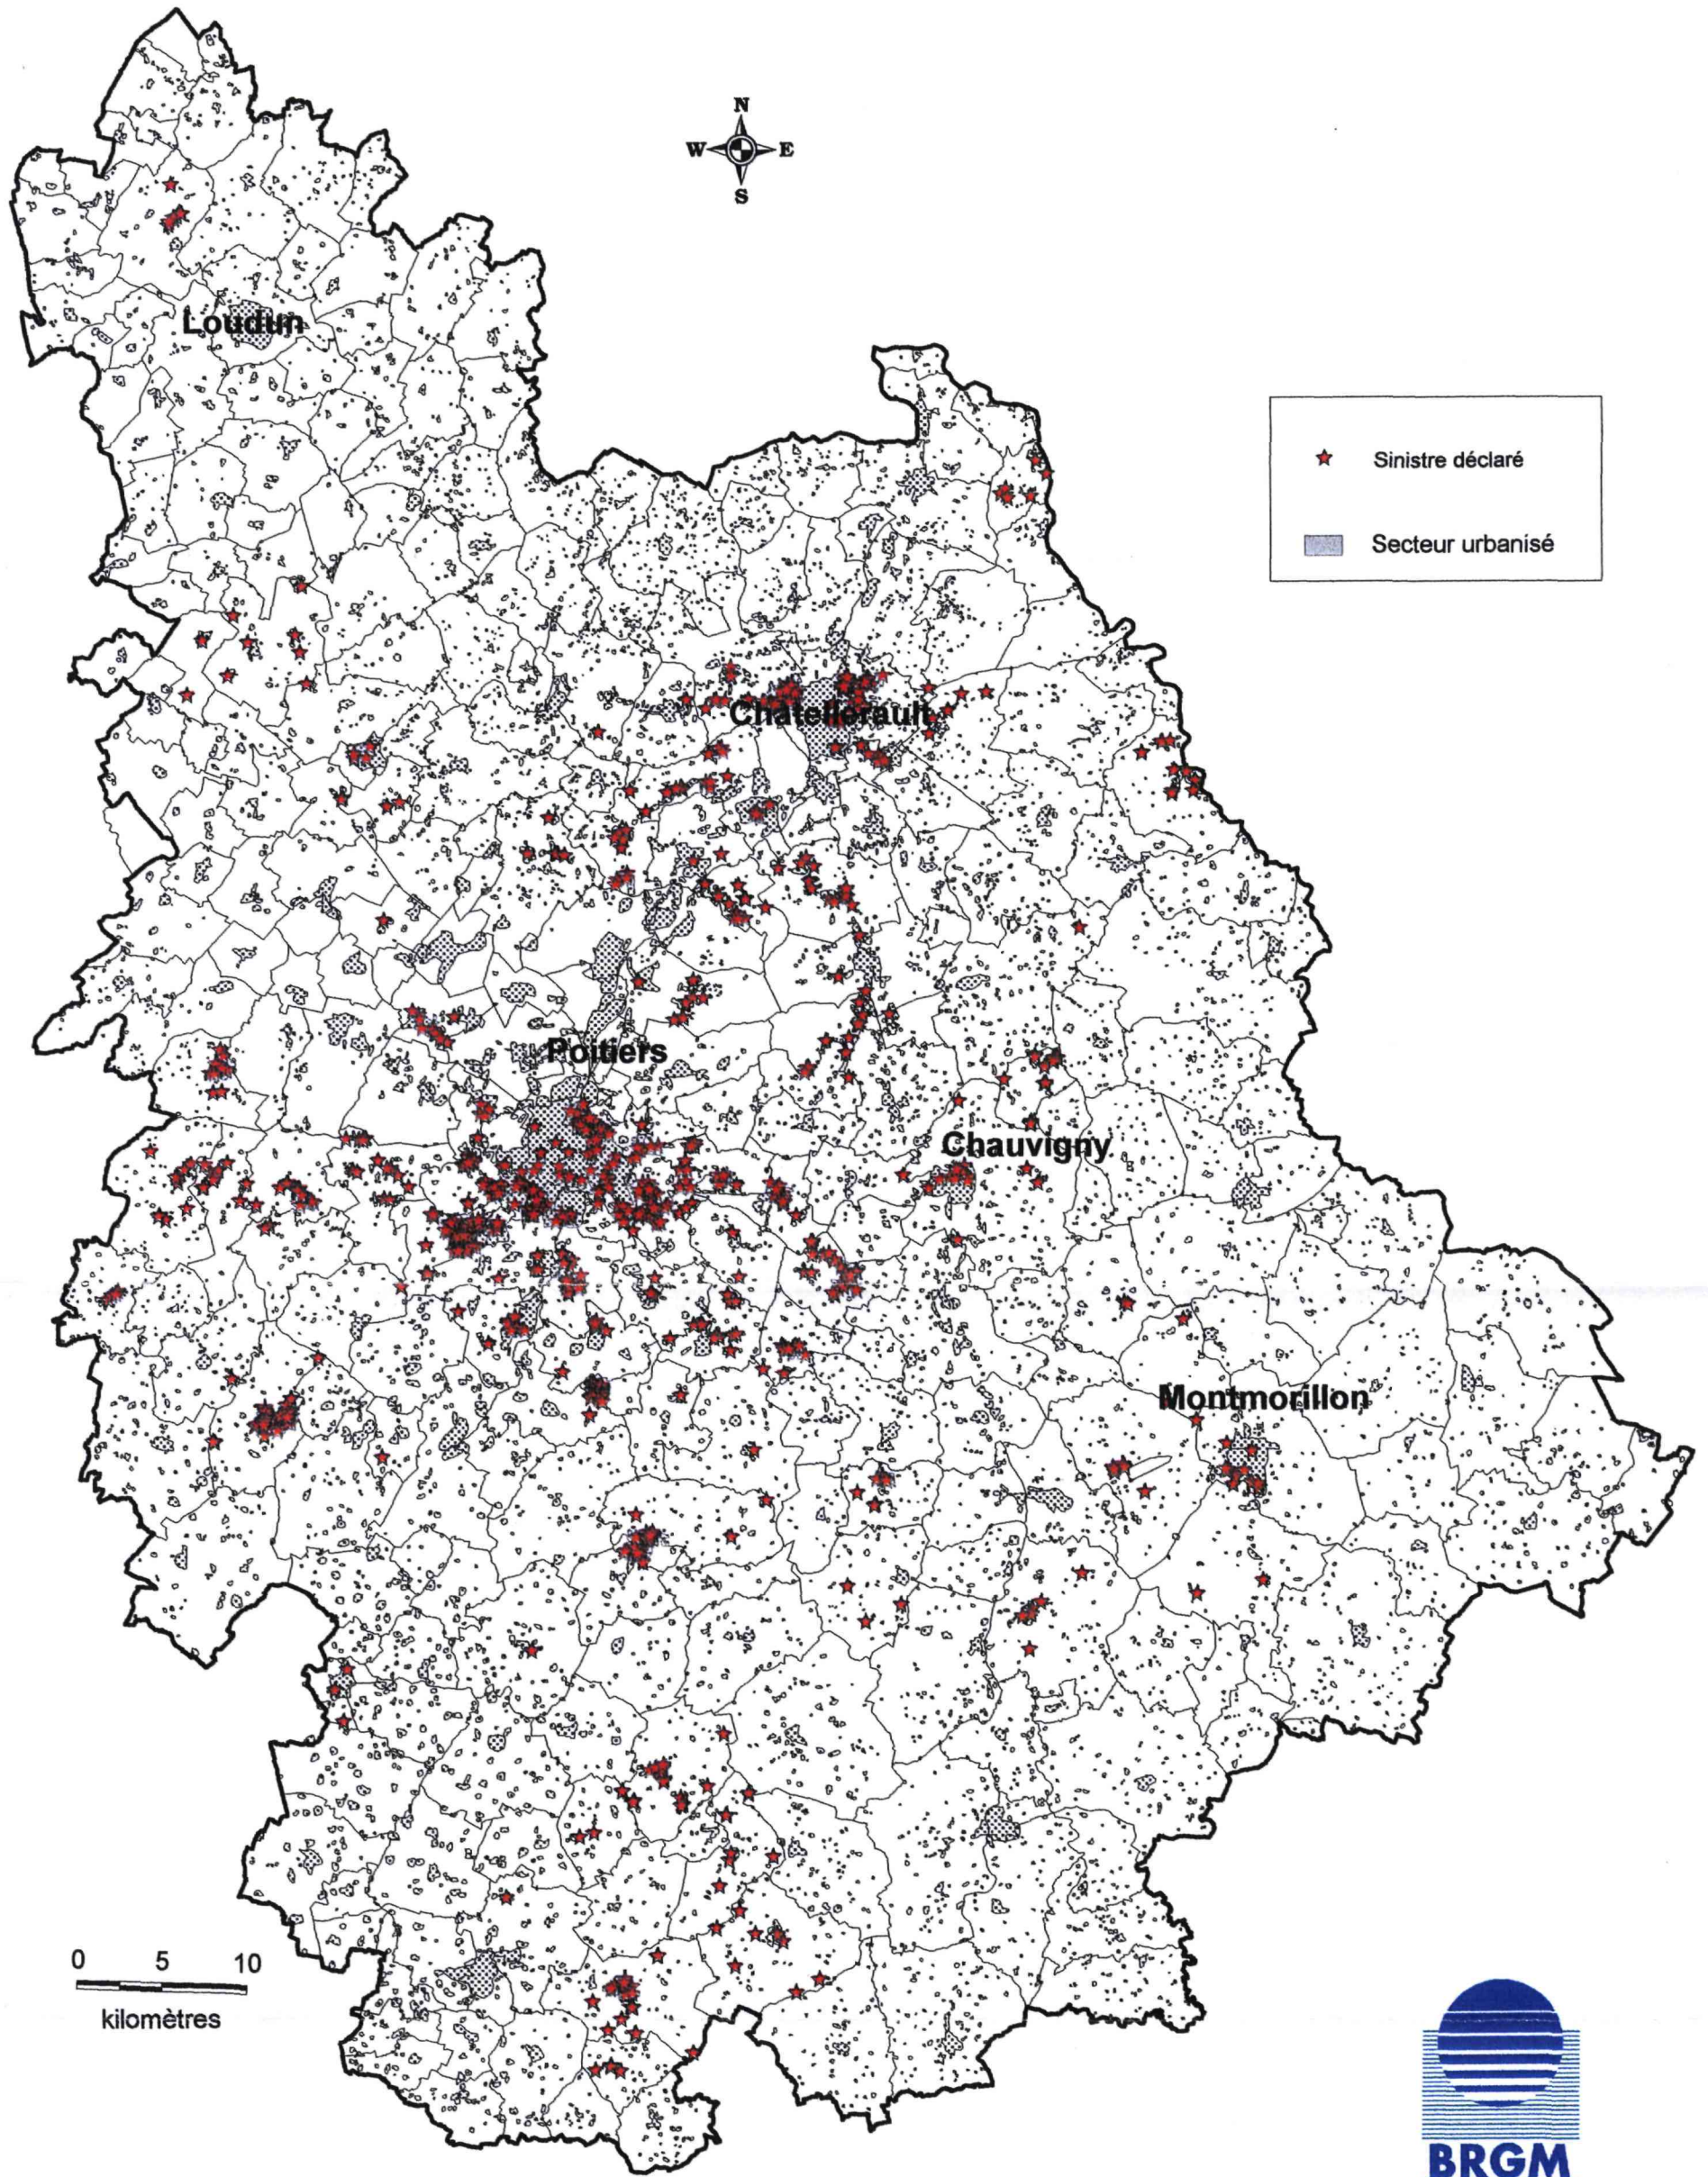 N
W E
S
Loudun
Sinistre déclaré
Secteur urbanisé
Chatellerault
Poitiers
Chauvigny
Montmorillon
0 5 10
kilomètres
BRGM